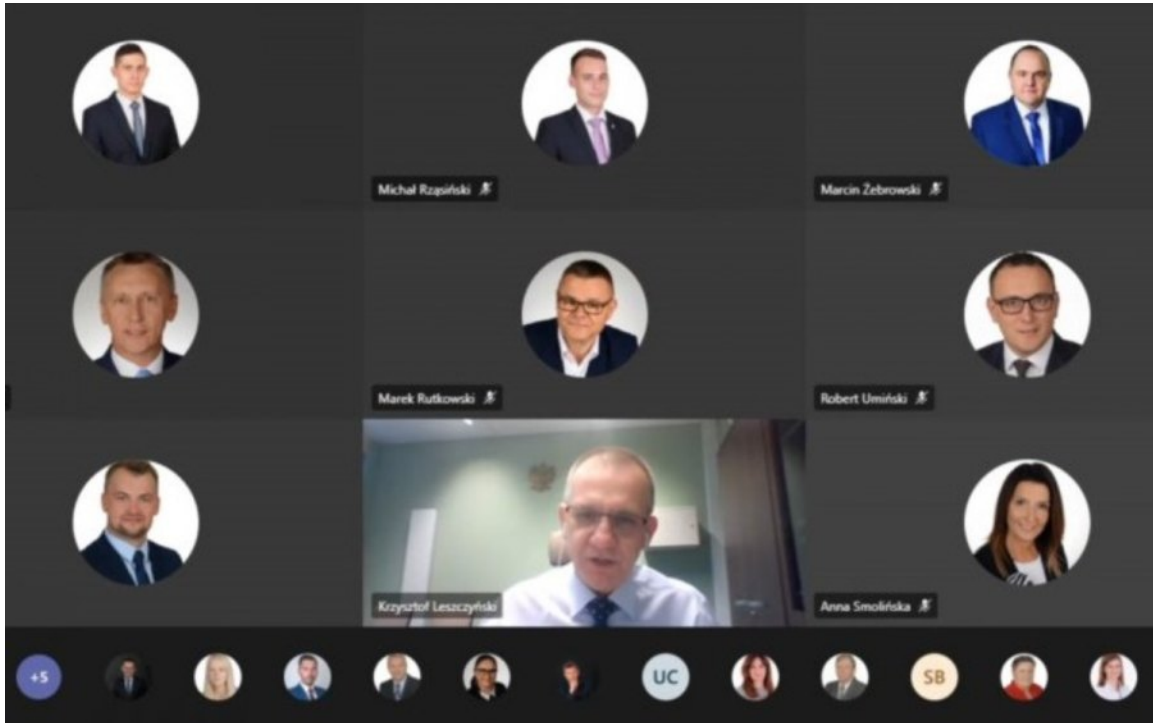 Michał Rząsiński
Marcin Żebrowski
Marek Rutkowski
Robert Umiński
Krzysztof Leszczyński
Anna Smolińska
+5
UC
SB